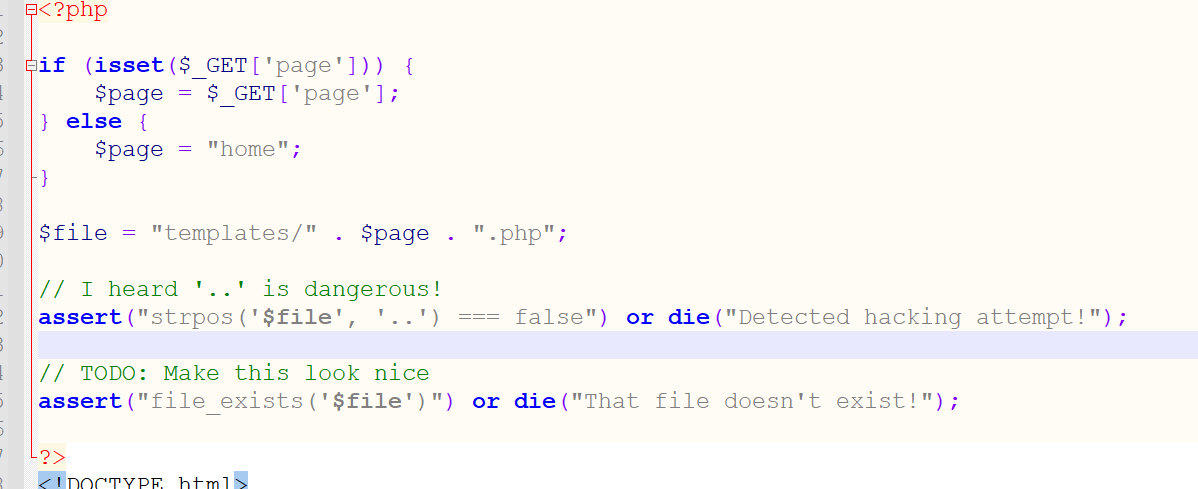 <?php
if (isset($_GET['page'])) {
    $page = $_GET['page'];
} else {
    $page = "home";
}
$file = "templates/" . $page . ".php";
// I heard '..' is dangerous!
assert("strpos('$file', '..') === false") or die("Detected hacking attempt!");
// TODO: Make this look nice
assert("file_exists('$file')") or die("That file doesn't exist!");
?>
<!DOCTYPE html>